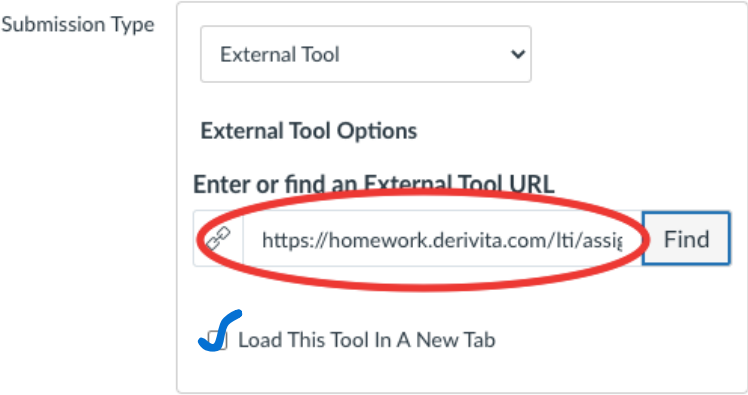 Submission Type
External Tool
External Tool Options
Enter or find an External Tool URL
https://homework.derivita.com/lti/assig
Find
Load This Tool In A New Tab